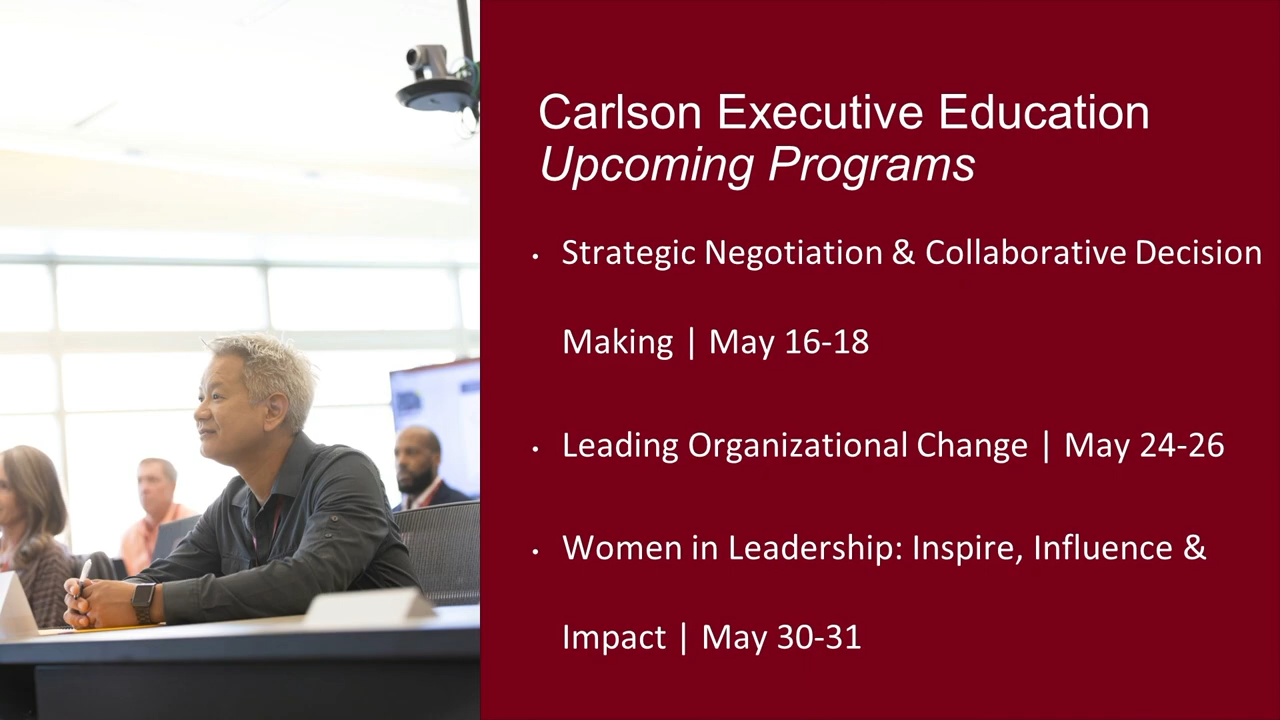 Carlson Executive Education
Upcoming Programs
• Strategic Negotiation & Collaborative Decision
Making | May 16-18
• Leading Organizational Change | May 24-26
• Women in Leadership: Inspire, Influence &
Impact | May 30-31